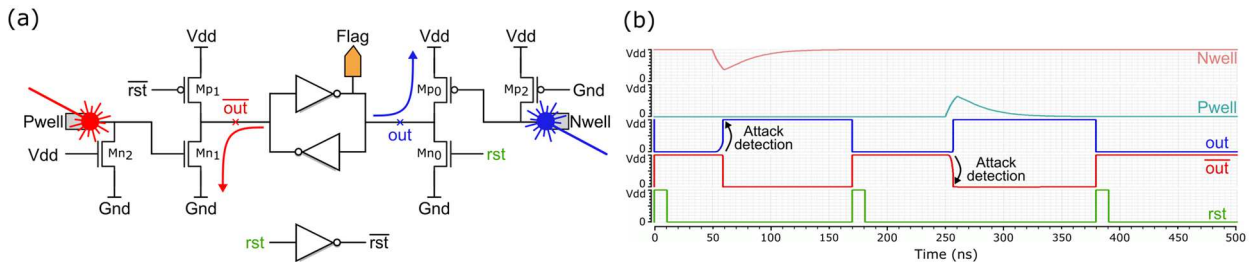 (a)
Vdd
Flag
Vdd
Vdd
rst
Mp1
out
Mp0
Mp2
Gnd
Pwell
Nwell
Vdd
Mn2
Mn1
out
Mn0
rst
Gnd
Gnd
Gnd
rst
rst
(b)
Vdd
0
Nwell
Vdd
0
Pwell
Vdd
0
Attack
detection
out
Vdd
0
Attack
detection
out
Vdd
0
rst
0 50 100 150 200 250 300 350 400 450 500
Time (ns)